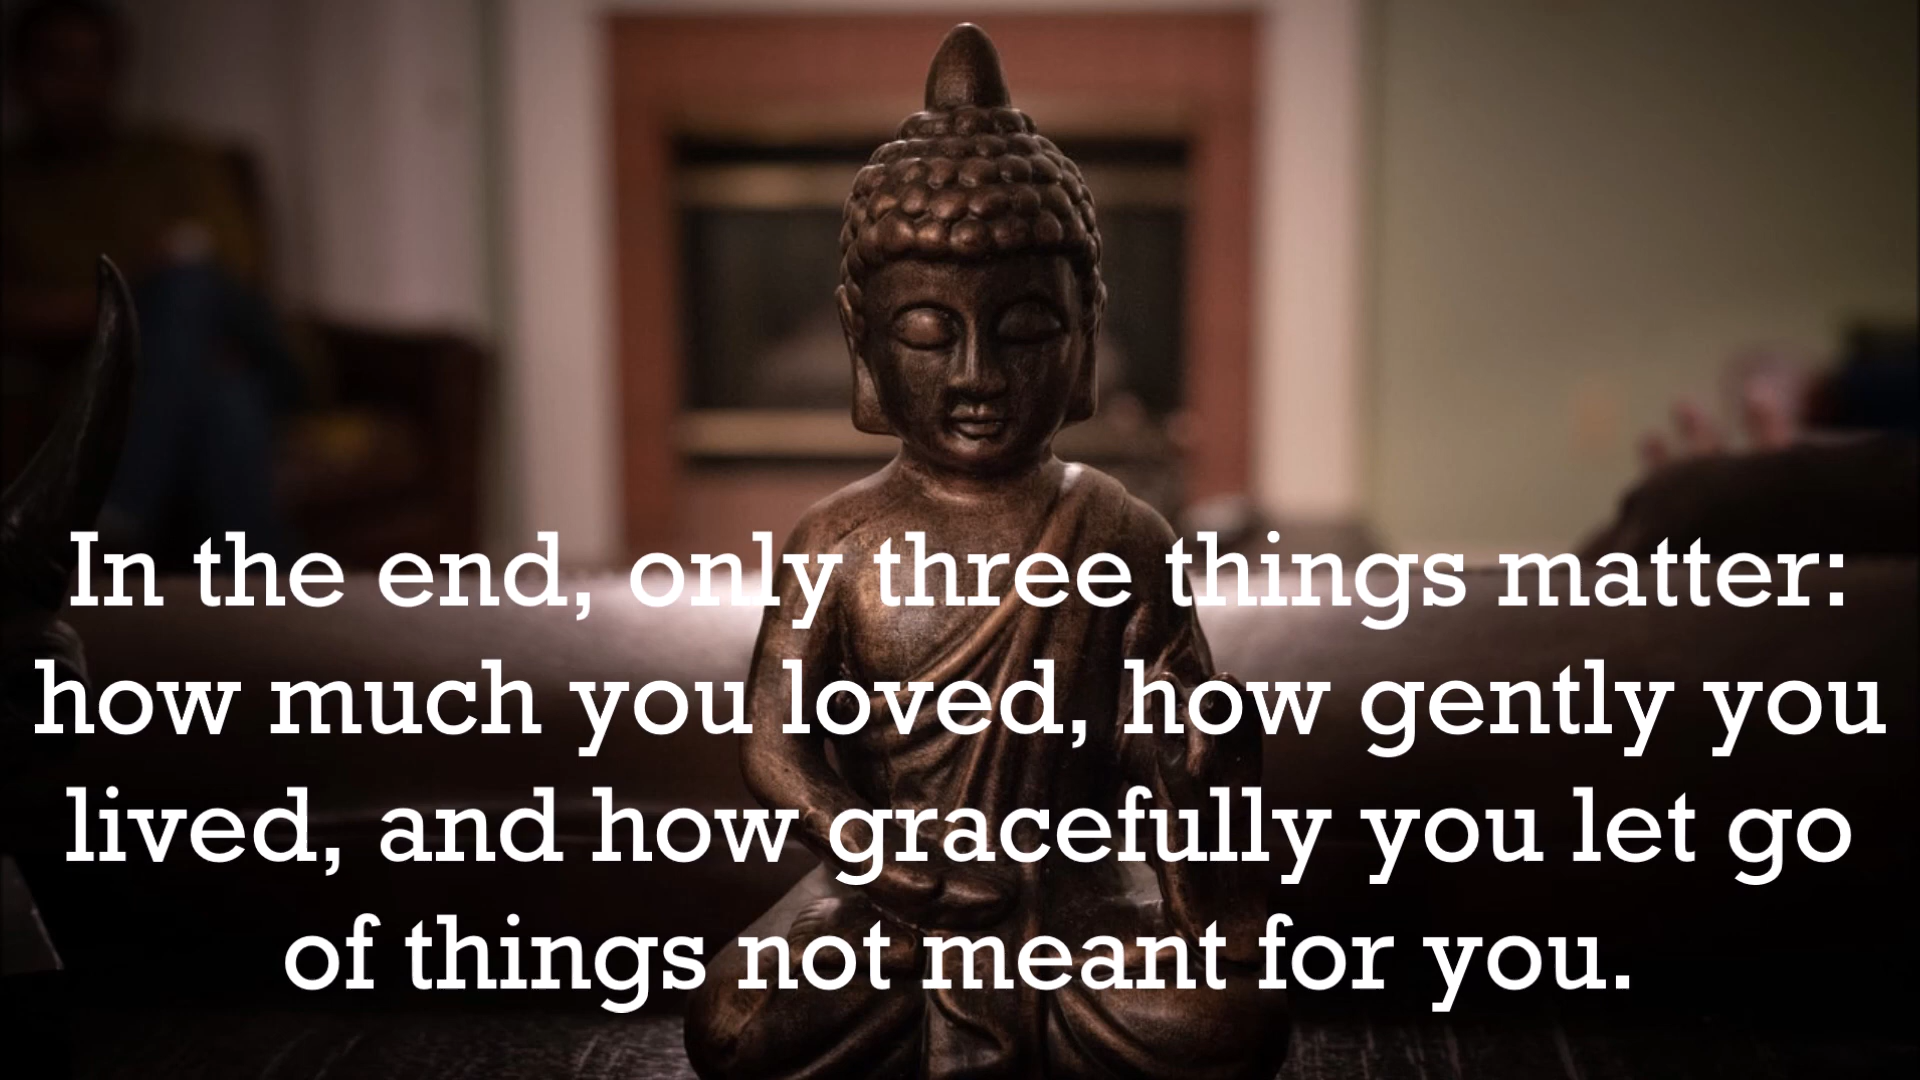 In the end, only three things matter:
how much you loved, how gently you
lived, and how gracefully you let go
of things not meant for you.